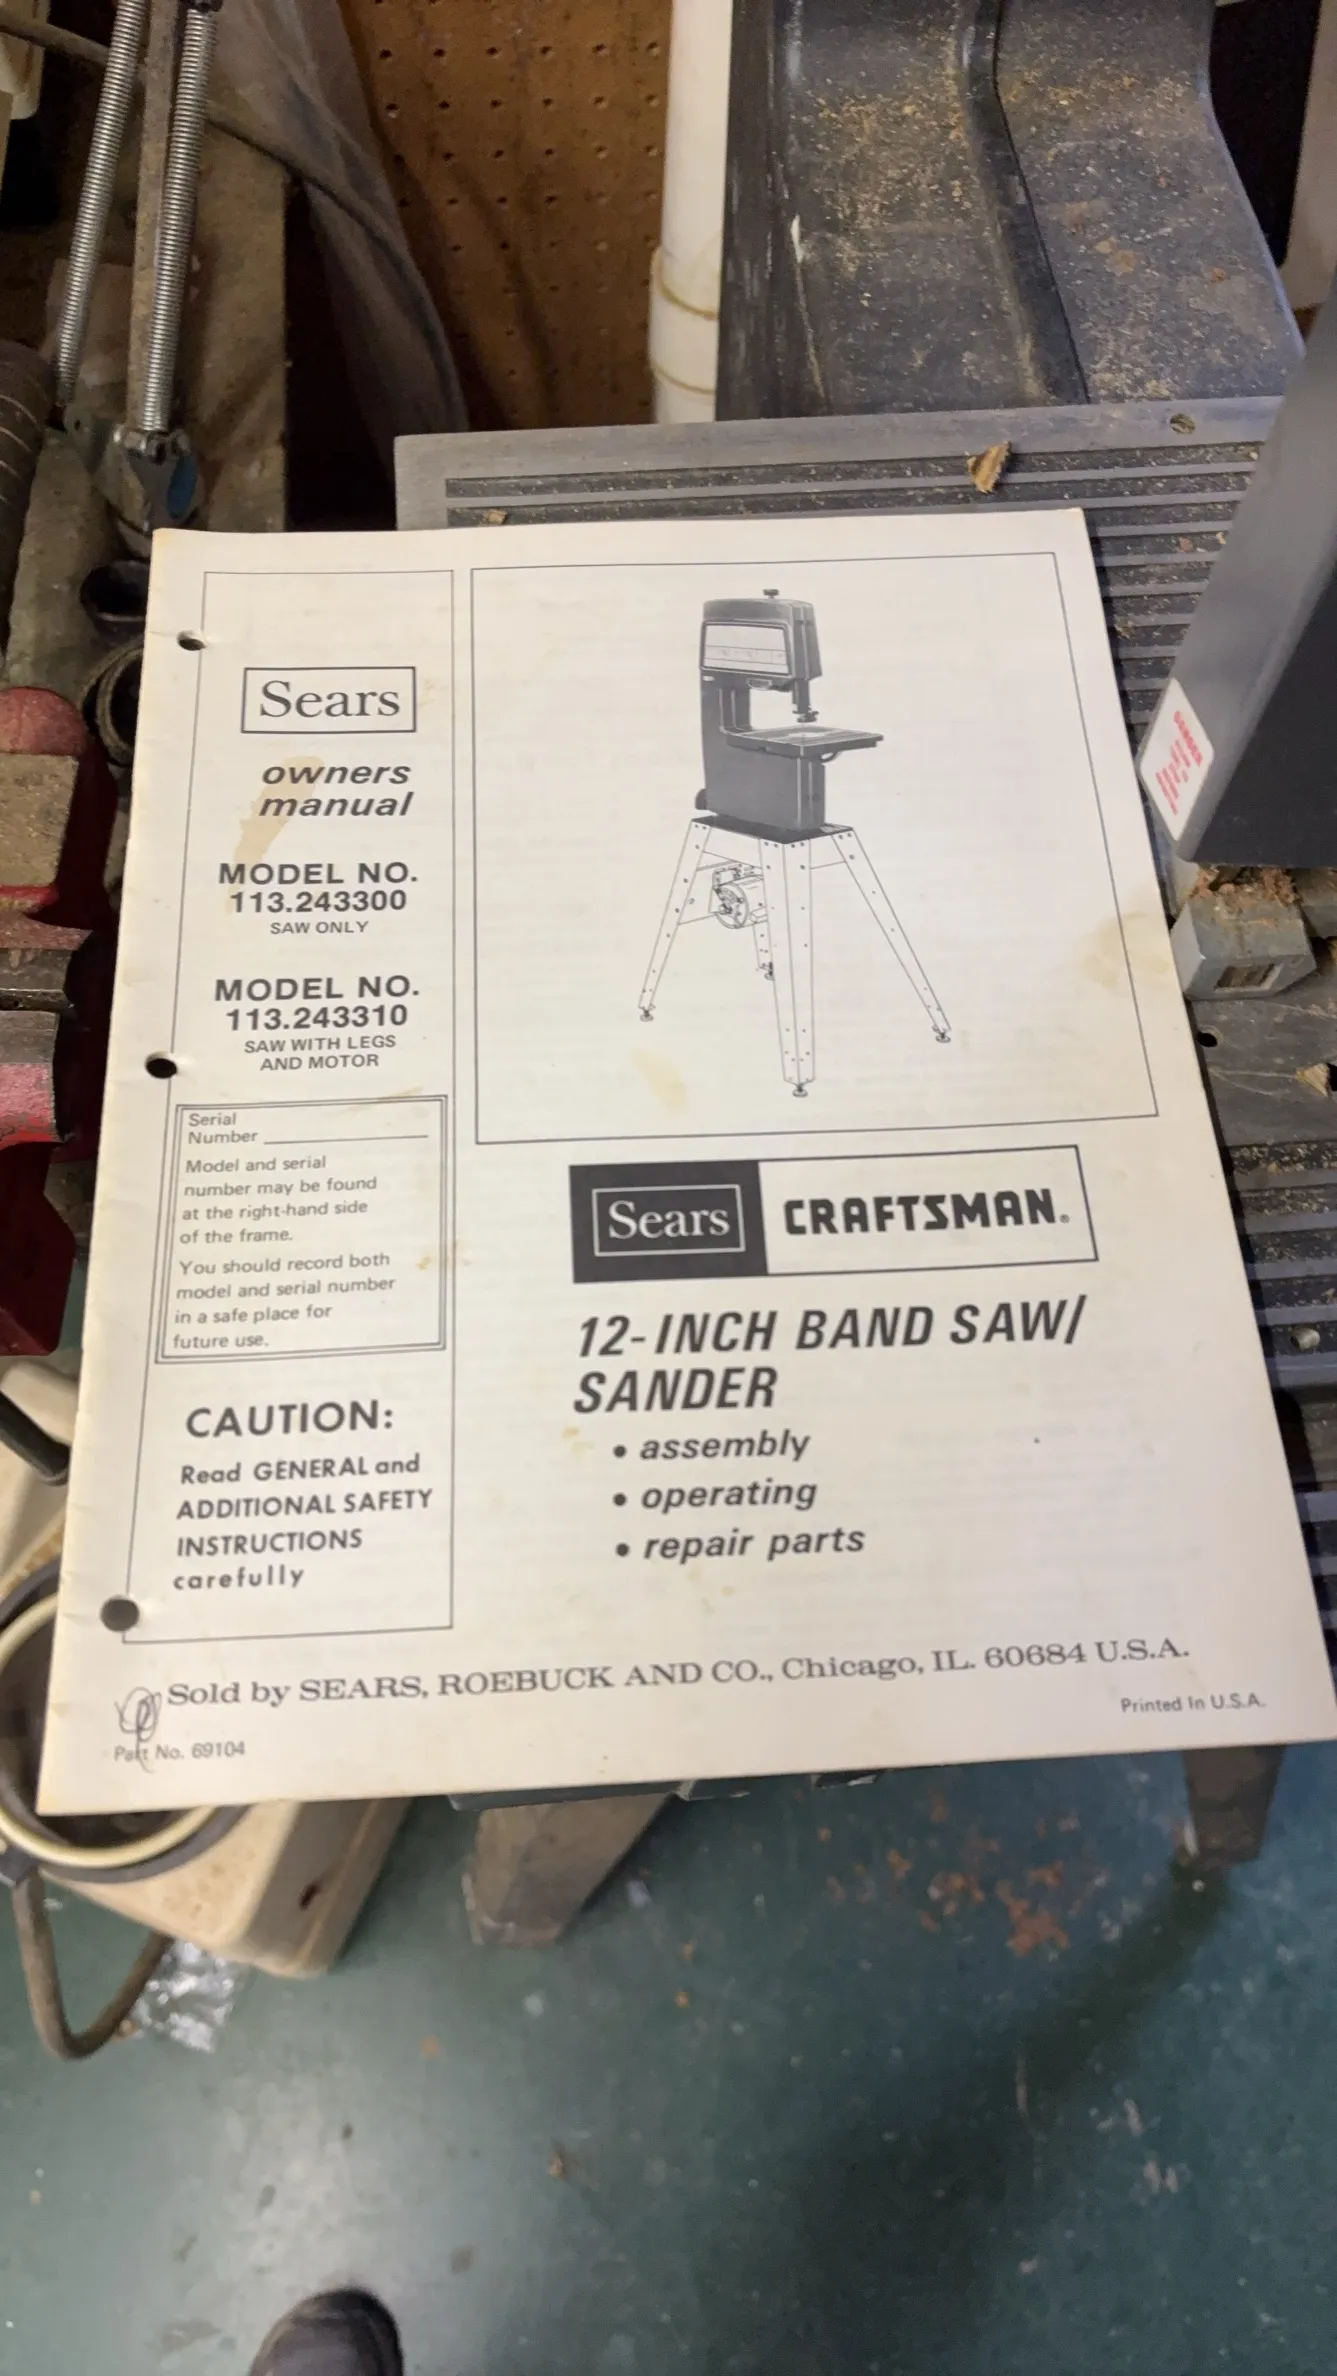 Sears
owners
manual
MODEL NO.
113.243300
SAW ONLY
MODEL NO.
113.243310
SAW WITH LEGS
AND MOTOR
Serial
Number
Model and serial
number may be found
at the right-hand side
of the frame.
You should record both
model and serial number
in a safe place for
future use.
CAUTION:
Read GENERAL and
ADDITIONAL SAFETY
INSTRUCTIONS
carefully
Sears CRAFTSMAN®
12-INCH BAND SAW/
SANDER
• assembly
• operating
• repair parts
Sold by SEARS, ROEBUCK AND CO., Chicago, IL. 60684 U.S.A.
Part No. 69104
Printed In U.S.A.
DANGER